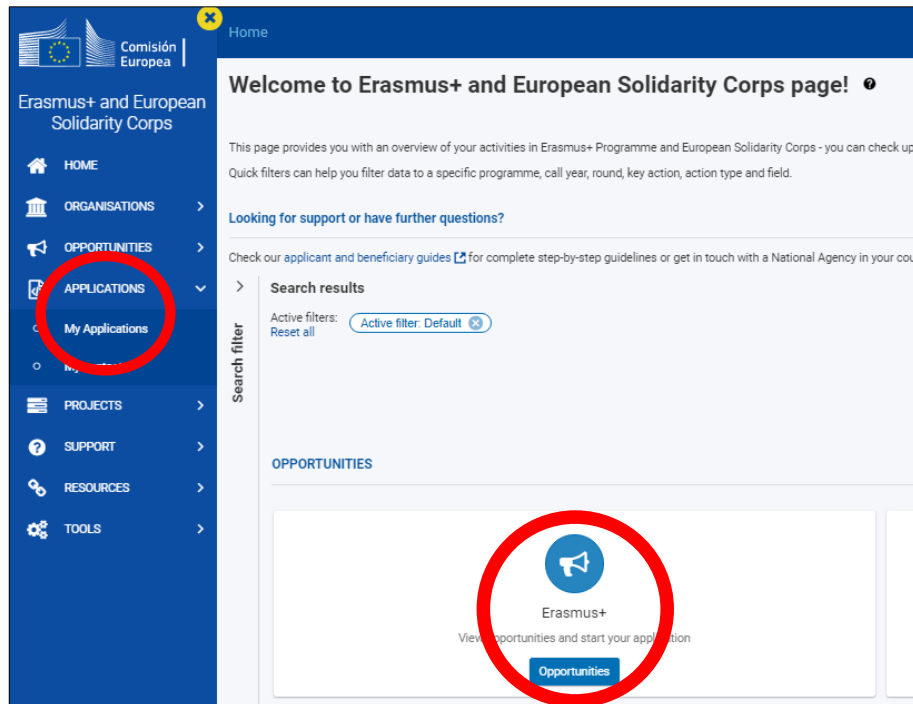 Comisión
Europea
Erasmus+ and European
Solidarity Corps
HOME
ORGANISATIONS
OPPORTUNITIES
APPLICATIONS
My Applications
PROJECTS
SUPPORT
RESOURCES
TOOLS
Home
Welcome to Erasmus+ and European Solidarity Corps page!
This page provides you with an overview of your activities in Erasmus+ Programme and European Solidarity Corps - you can check up
Quick filters can help you filter data to a specific programme, call year, round, key action, action type and field.
Looking for support or have further questions?
Check our applicant and beneficiary guides for complete step-by-step guidelines or get in touch with a National Agency in your cou
Search filter
Search results
Active filters:
Reset all
Active filter: Default
OPPORTUNITIES
Erasmus+
View opportunities and start your application
Opportunities